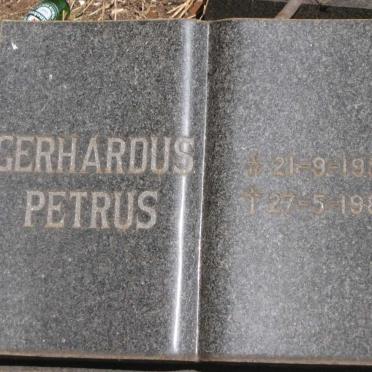 GERHARDUS
PETRUS
* 21-9-19
† 27-5-198